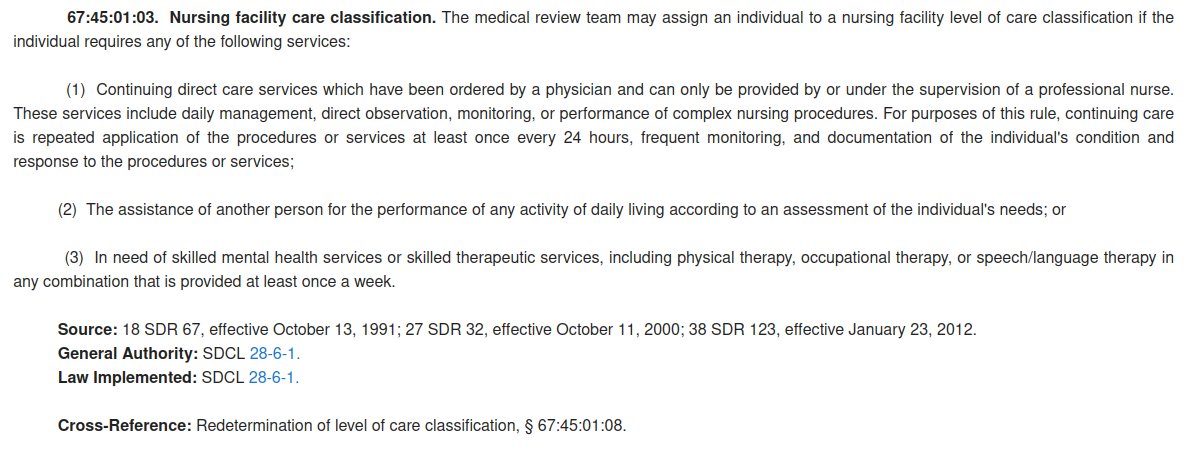 67:45:01:03. Nursing facility care classification. The medical review team may assign an individual to a nursing facility level of care classification if the
individual requires any of the following services:
(1) Continuing direct care services which have been ordered by a physician and can only be provided by or under the supervision of a professional nurse.
These services include daily management, direct observation, monitoring, or performance of complex nursing procedures. For purposes of this rule, continuing care
is repeated application of the procedures or services at least once every 24 hours, frequent monitoring, and documentation of the individual's condition and
response to the procedures or services;
(2) The assistance of another person for the performance of any activity of daily living according to an assessment of the individual's needs; or
(3) In need of skilled mental health services or skilled therapeutic services, including physical therapy, occupational therapy, or speech/language therapy in
any combination that is provided at least once a week.
Source: 18 SDR 67, effective October 13, 1991; 27 SDR 32, effective October 11, 2000; 38 SDR 123, effective January 23, 2012.
General Authority: SDCL 28-6-1.
Law Implemented: SDCL 28-6-1.
Cross-Reference: Redetermination of level of care classification, § 67:45:01:08.